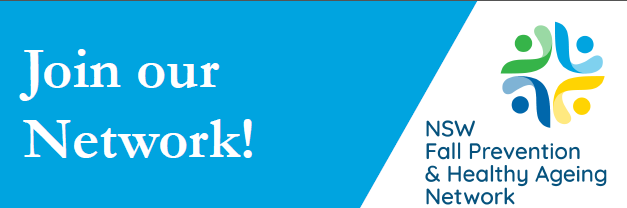 Join our
Network!
NSW
Fall Prevention
& Healthy Ageing
Network